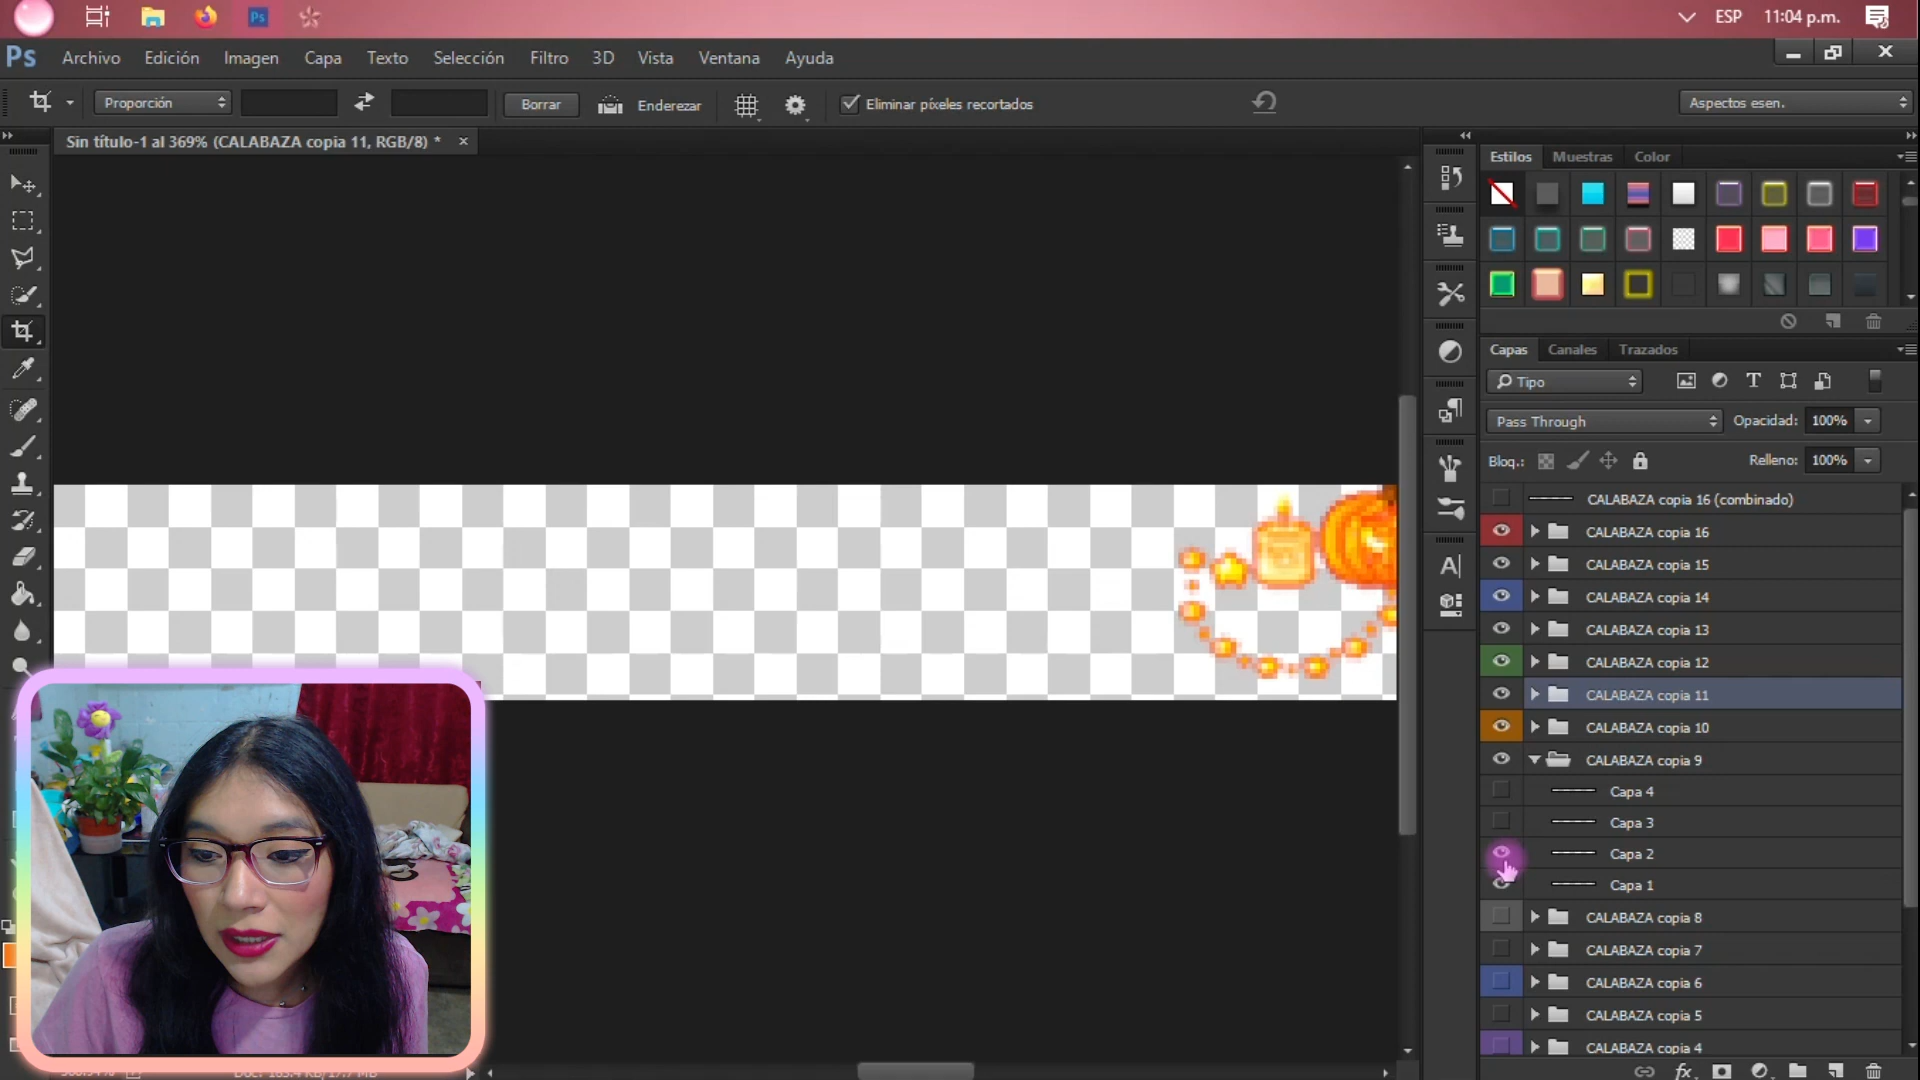 Ps
ESP 11:04 p.m.
Ps Archivo Edición Imagen Capa Texto Selección Filtro 3D Vista Ventana Ayuda
Proporción Borrar Enderezar Eliminar píxeles recortados Aspectos esen.
Sin título-1 al 369% (CALABAZA copia 11, RGB/8) * ×
Estilos Muestras Color
Capas Canales Trazados
Tipo
Pass Through Opacidad: 100%
Bloq.: Relleno: 100%
CALABAZA copia 16 (combinado)
CALABAZA copia 16
CALABAZA copia 15
CALABAZA copia 14
CALABAZA copia 13
CALABAZA copia 12
CALABAZA copia 11
CALABAZA copia 10
CALABAZA copia 9
Capa 4
Capa 3
Capa 2
Capa 1
CALABAZA copia 8
CALABAZA copia 7
CALABAZA copia 6
CALABAZA copia 5
CALABAZA copia 4
fx